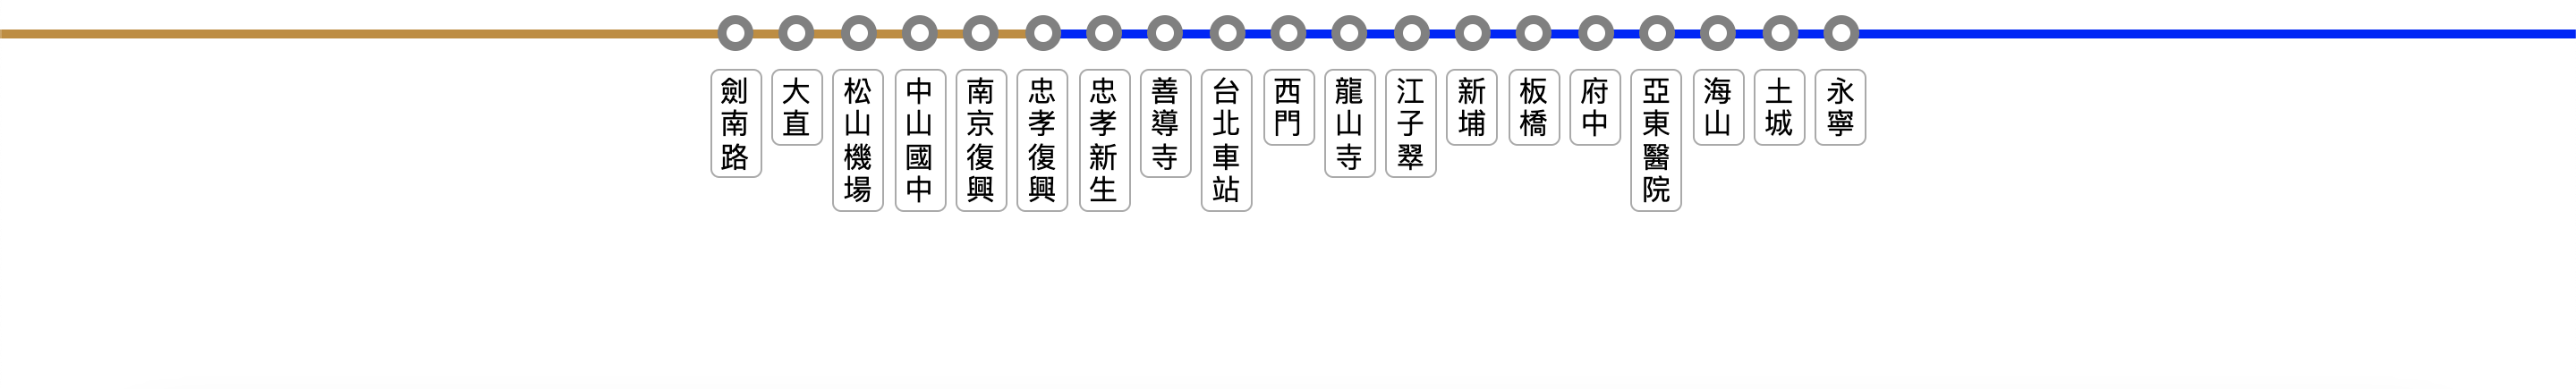 劍南路
大直
松山機場
中山國中
南京復興
忠孝復興
忠孝新生
善導寺
台北車站
西門
龍山寺
江子翠
新埔
板橋
府中
亞東醫院
海山
土城
永寧